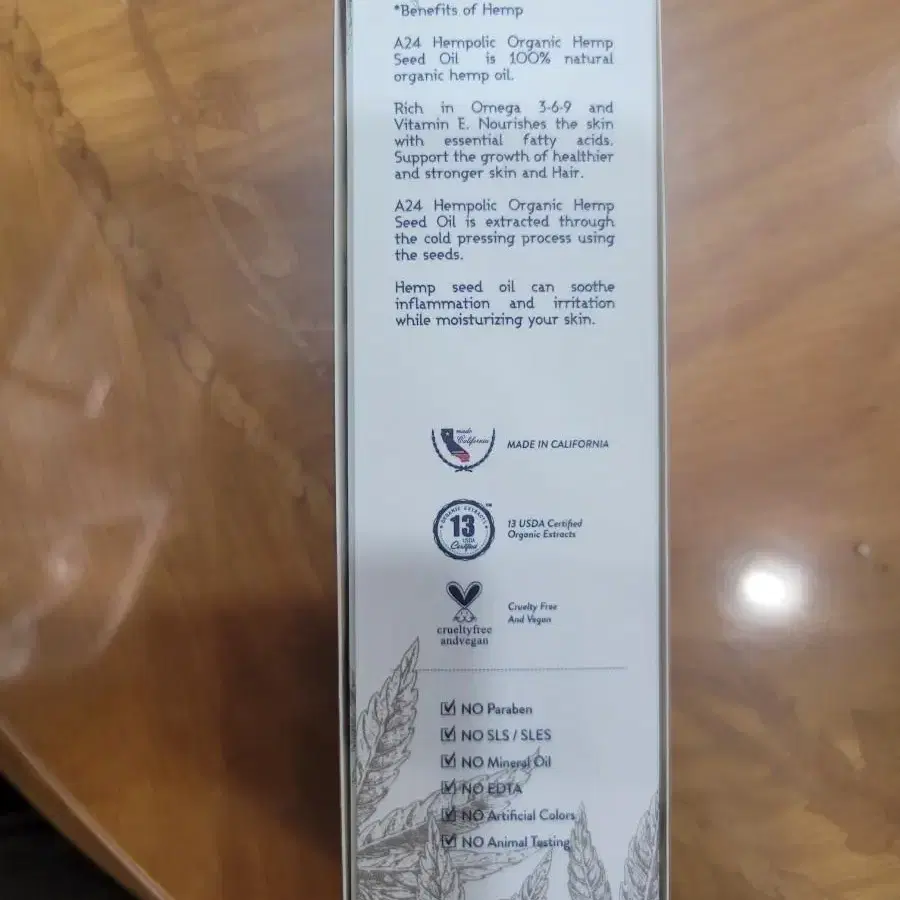 *Benefits of Hemp
A24 Hempolic Organic Hemp
Seed Oil is 100% natural
organic hemp oil.
Rich in Omega 3-6-9 and
Vitamin E. Nourishes the skin
with essential fatty acids.
Support the growth of healthier
and stronger skin and Hair.
A24 Hempolic Organic Hemp
Seed Oil is extracted through
the cold pressing process using
the seeds.
Hemp seed oil can soothe
inflammation and irritation
while moisturizing your skin.
made
California
MADE IN CALIFORNIA
ORGANIC EXTRACTS
13
USDA
Certified
13 USDA Certified
Organic Extracts
crueltyfree
andvegan
Cruelty Free
And Vegan
NO Paraben
NO SLS / SLES
NO Mineral Oil
NO EDTA
NO Artificial Colors
NO Animal Testing